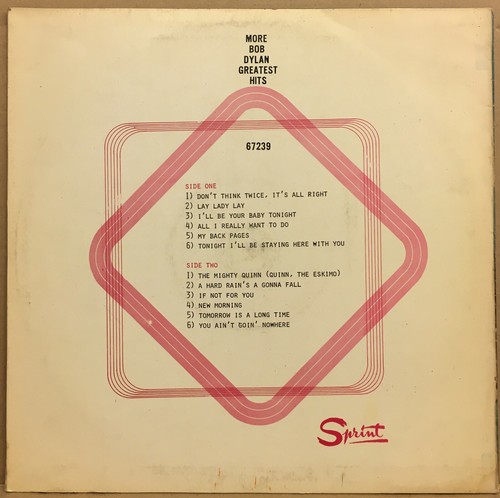 MORE
BOB
DYLAN
GREATEST
HITS
67239
SIDE ONE
1) DON'T THINK TWICE, IT'S ALL RIGHT
2) LAY LADY LAY
3) I'LL BE YOUR BABY TONIGHT
4) ALL I REALLY WANT TO DO
5) MY BACK PAGES
6) TONIGHT I'LL BE STAYING HERE WITH YOU
SIDE TWO
1) THE MIGHTY QUINN (QUINN, THE ESKIMO)
2) A HARD RAIN'S A GONNA FALL
3) IF NOT FOR YOU
4) NEW MORNING
5) TOMORROW IS A LONG TIME
6) YOU AIN'T GOIN' NOWHERE
Sprint